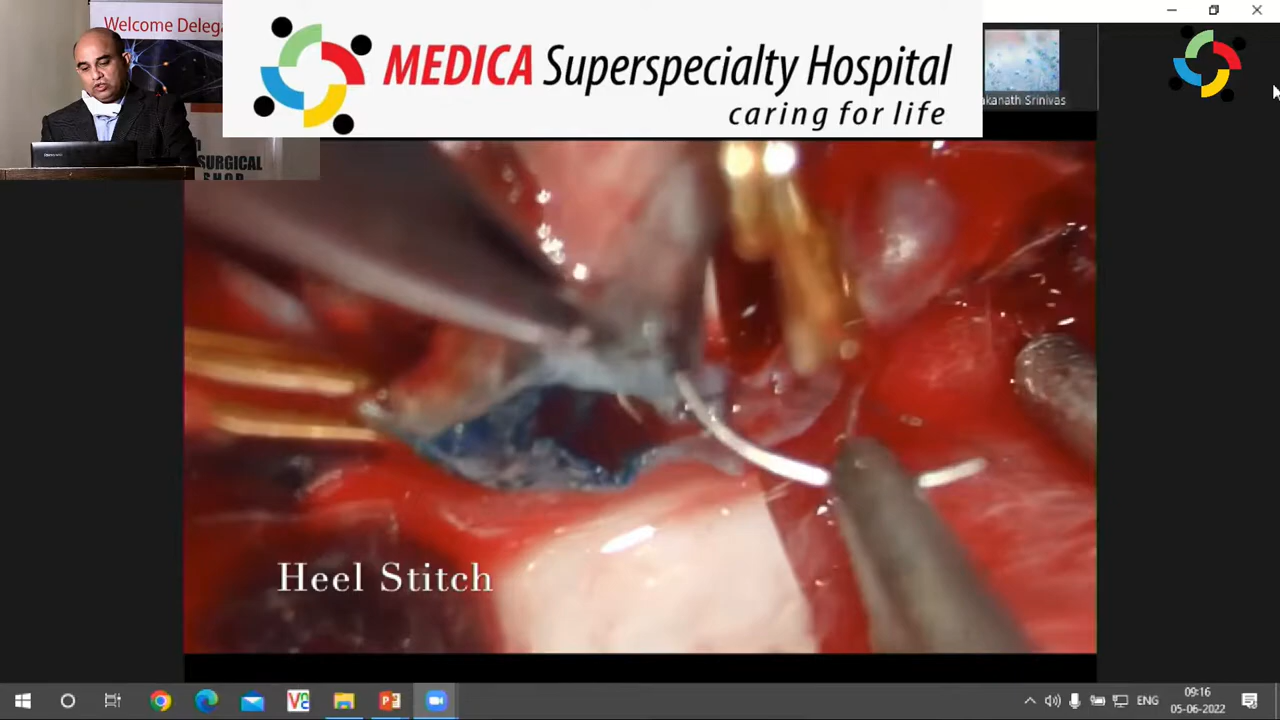 Welcome Delega
MEDICA Superspecialty Hospital
caring for life
akanath Srinivas
SURGICAL
SHOP
Heel Stitch
ENG
09:16
05-06-2022